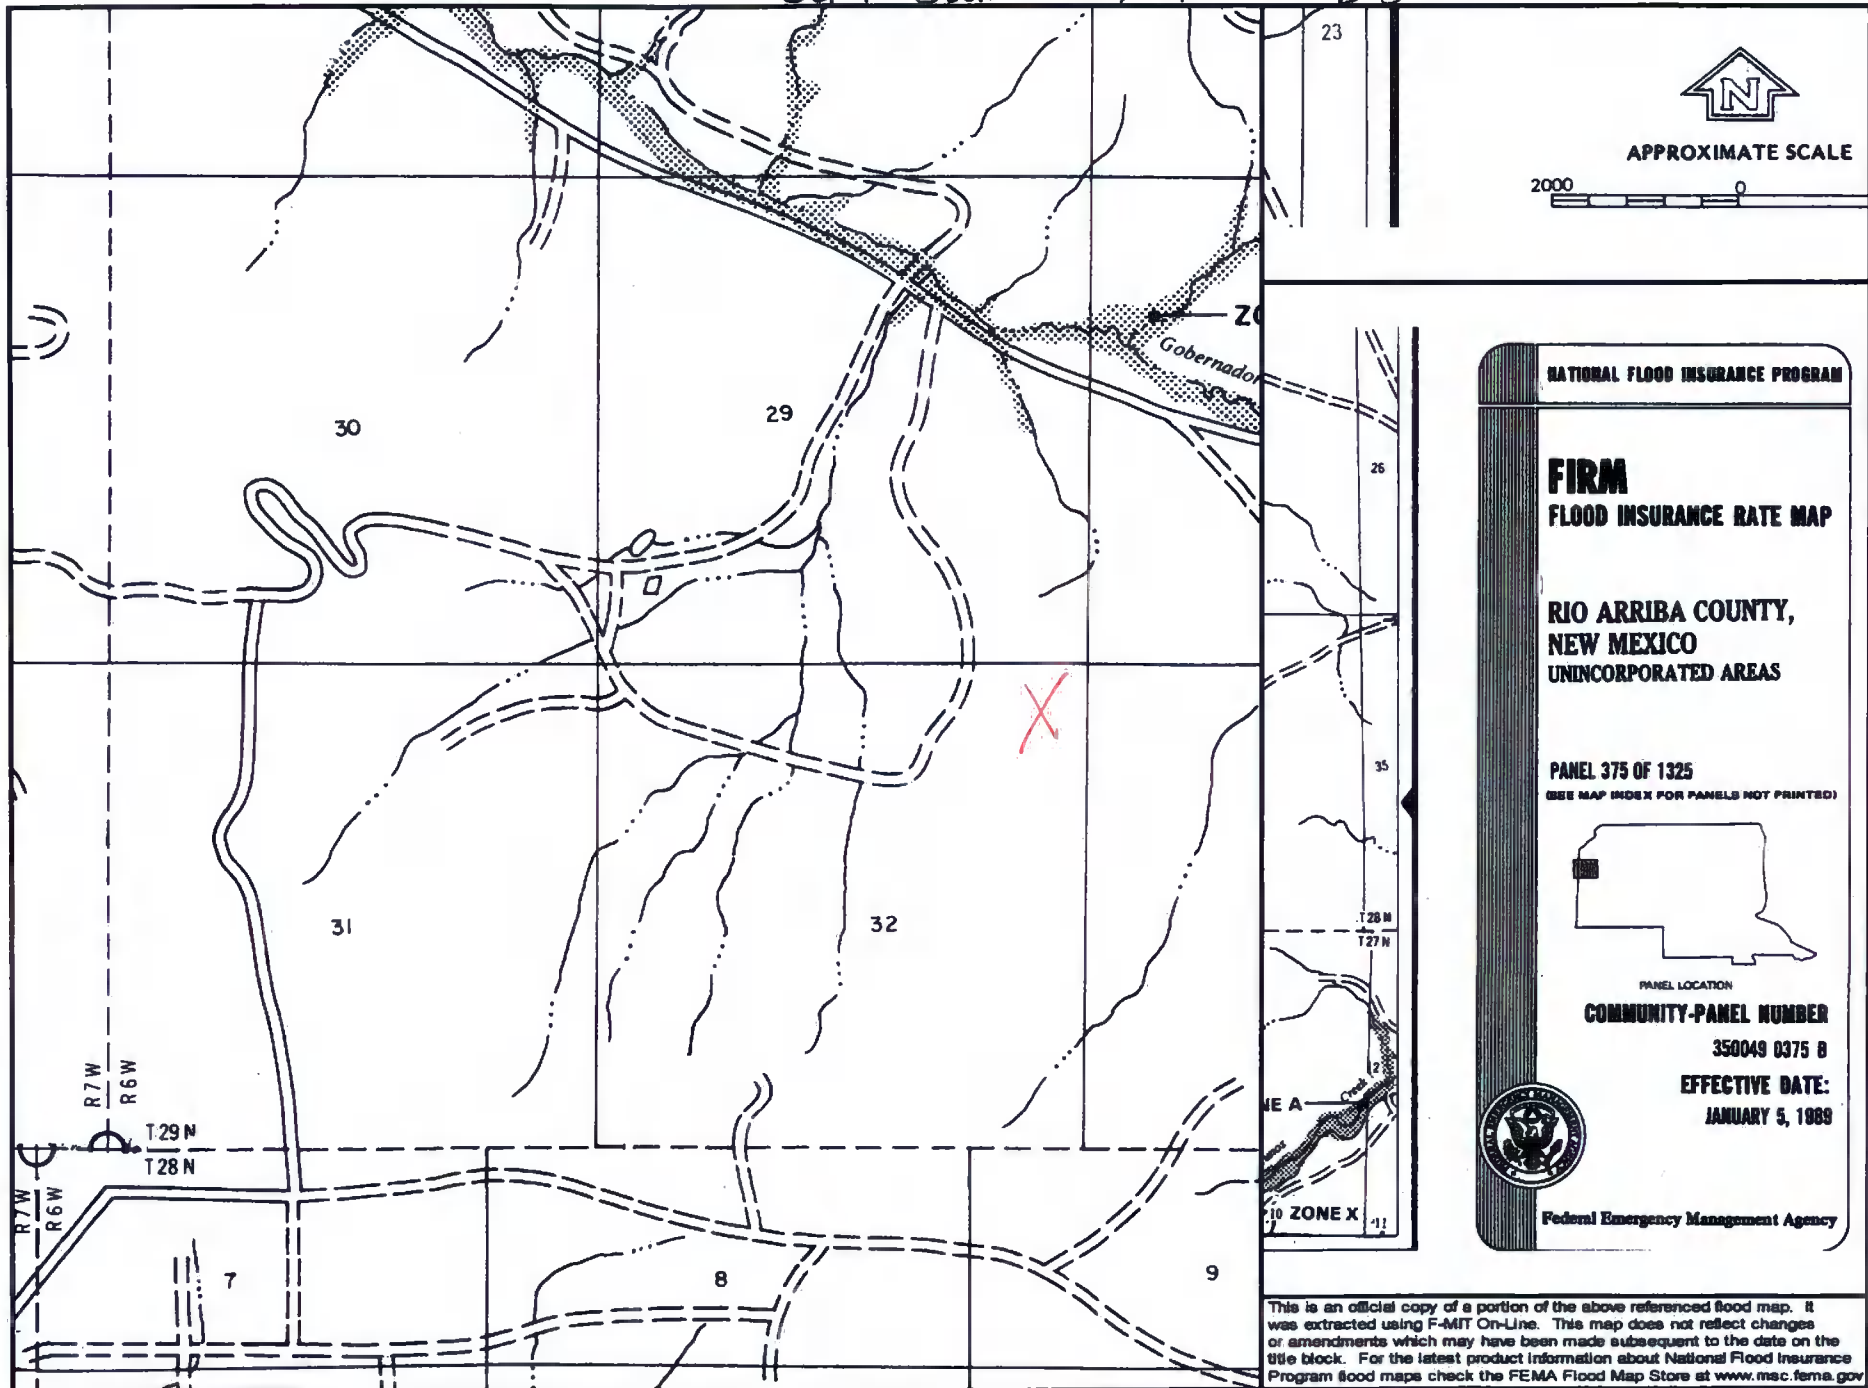 23
APPROXIMATE SCALE
2000 0
Gobernador
30
29
26
31
32
35
T28N
T27N
R7W
R6W
T29N
T28N
R7W
R6W
7
8
9
Creek
12
NE A
10 ZONE X 11
NATIONAL FLOOD INSURANCE PROGRAM
FIRM
FLOOD INSURANCE RATE MAP
RIO ARRIBA COUNTY,
NEW MEXICO
UNINCORPORATED AREAS
PANEL 375 OF 1325
(SEE MAP INDEX FOR PANELS NOT PRINTED)
PANEL LOCATION
COMMUNITY-PANEL NUMBER
350049 0375 B
EFFECTIVE DATE:
JANUARY 5, 1989
Federal Emergency Management Agency
This is an official copy of a portion of the above referenced flood map. It
was extracted using F-MIT On-Line. This map does not reflect changes
or amendments which may have been made subsequent to the date on the
title block. For the latest product information about National Flood Insurance
Program flood maps check the FEMA Flood Map Store at www.msc.fema.gov